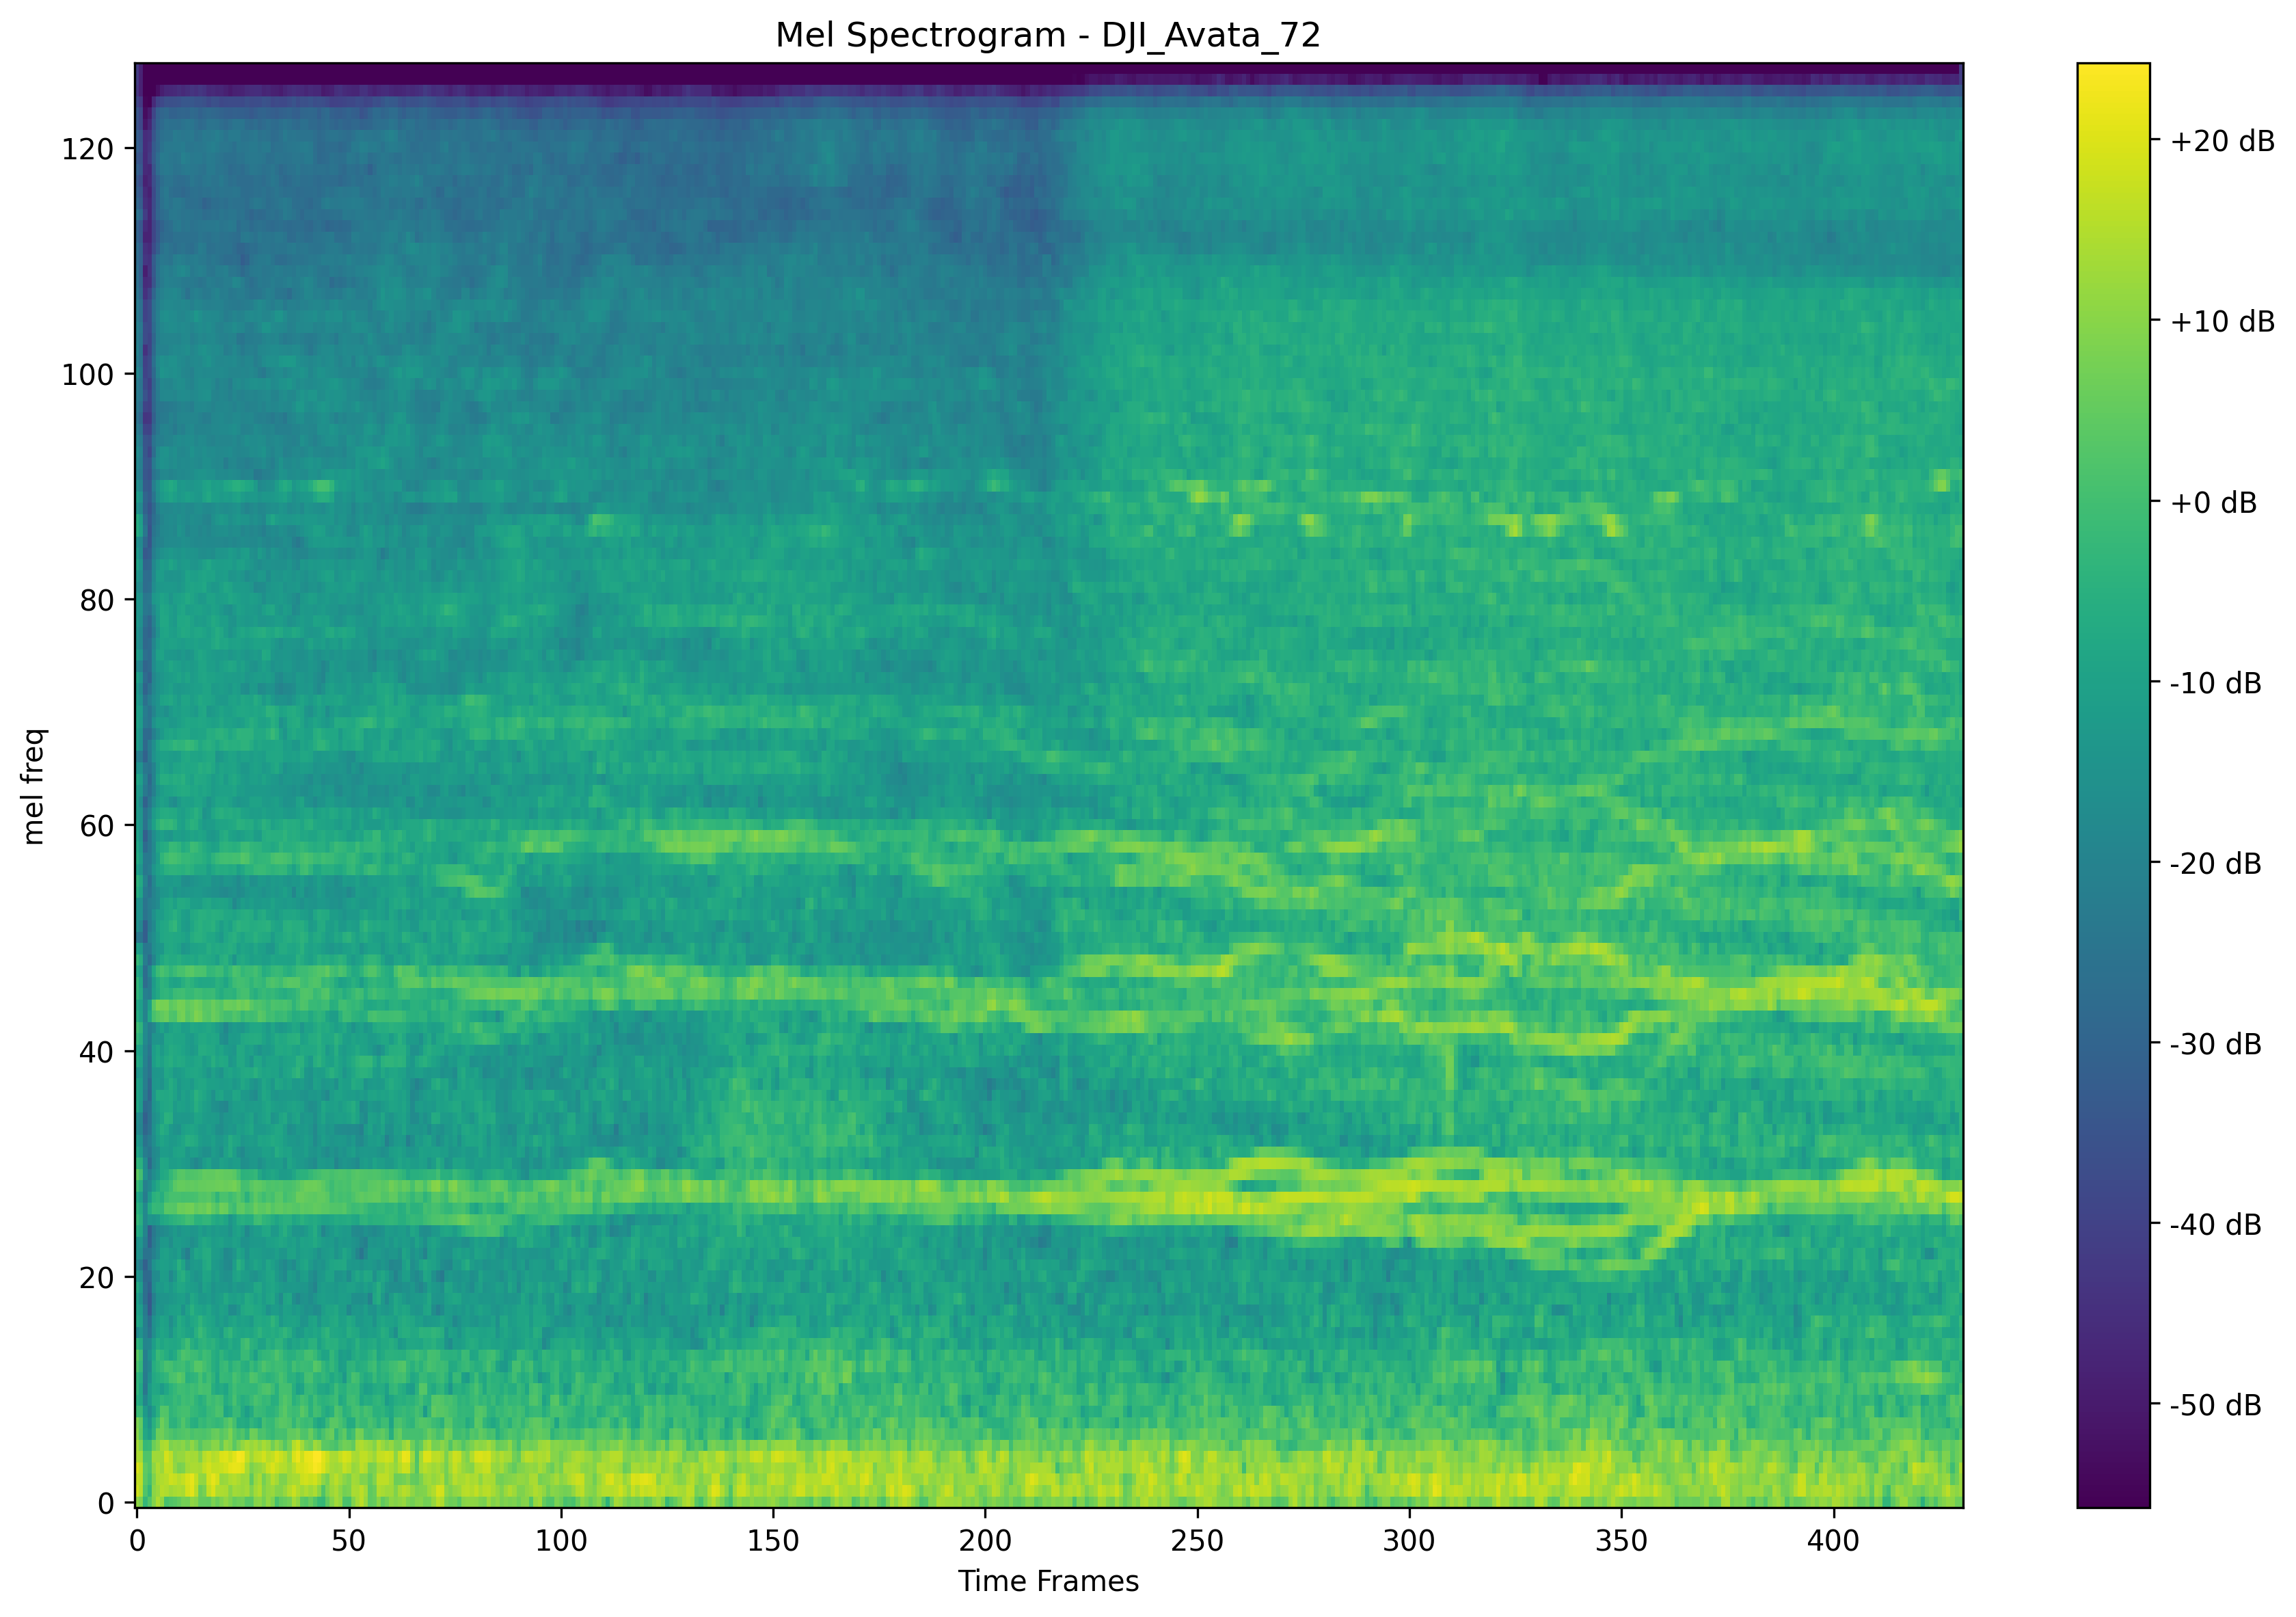 Mel Spectrogram - DJI_Avata_72
mel freq
120
100
80
60
40
20
0
0 50 100 150 200 250 300 350 400
Time Frames
+20 dB
+10 dB
+0 dB
-10 dB
-20 dB
-30 dB
-40 dB
-50 dB